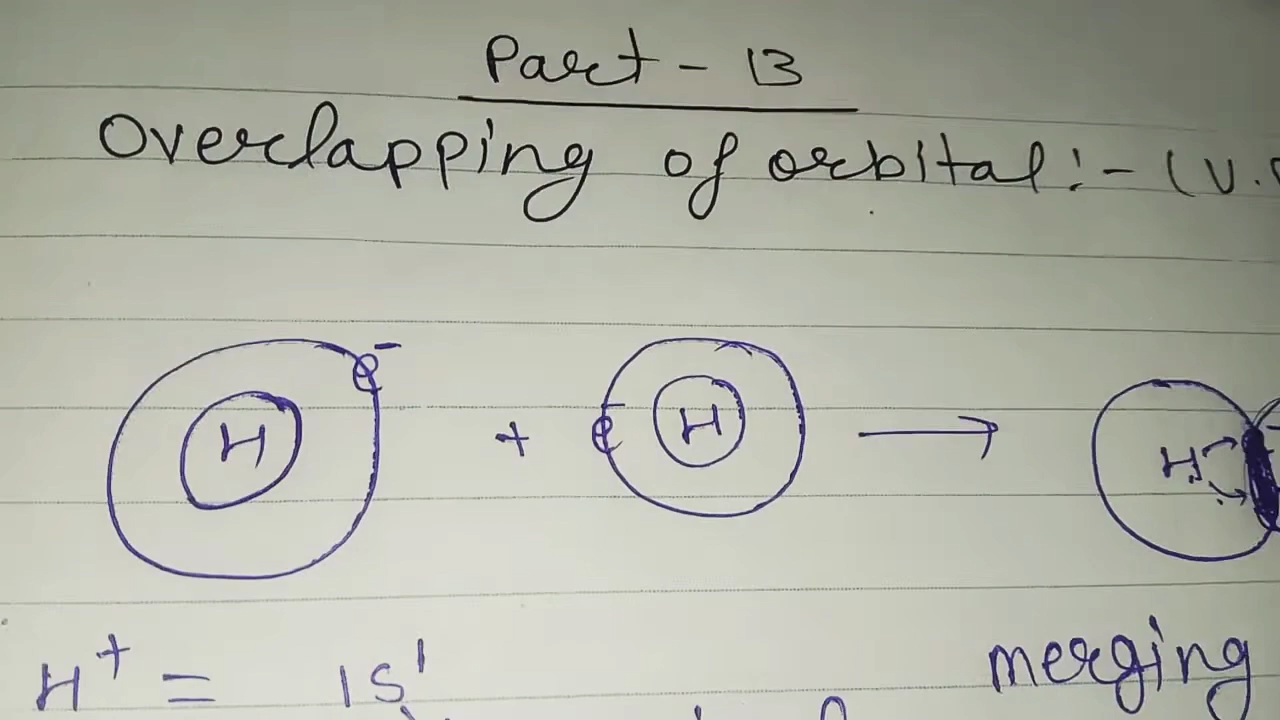 Part - 13
Overlapping of orbital :- (V.
e⁻
H + H → H
e⁻
H⁺ = 1S¹ merging